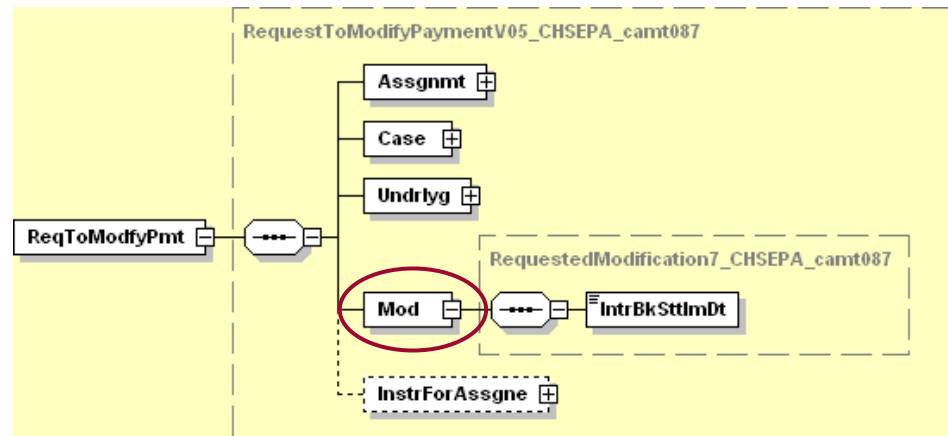 RequestToModifyPaymentV05_CHSEPA_camt087
Assgnmt
Case
Undrlyg
ReqToModfyPmt
RequestedModification7_CHSEPA_camt087
Mod
IntrBkSttlmDt
InstrForAssgne